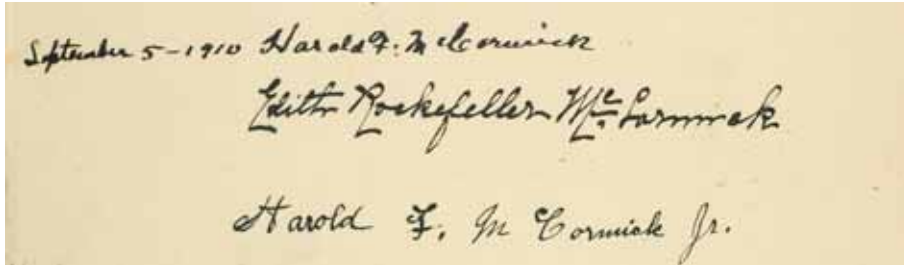 September 5-1910 Harold F. McCormick
Edith Rockefeller McCormick
Harold F. McCormick Jr.